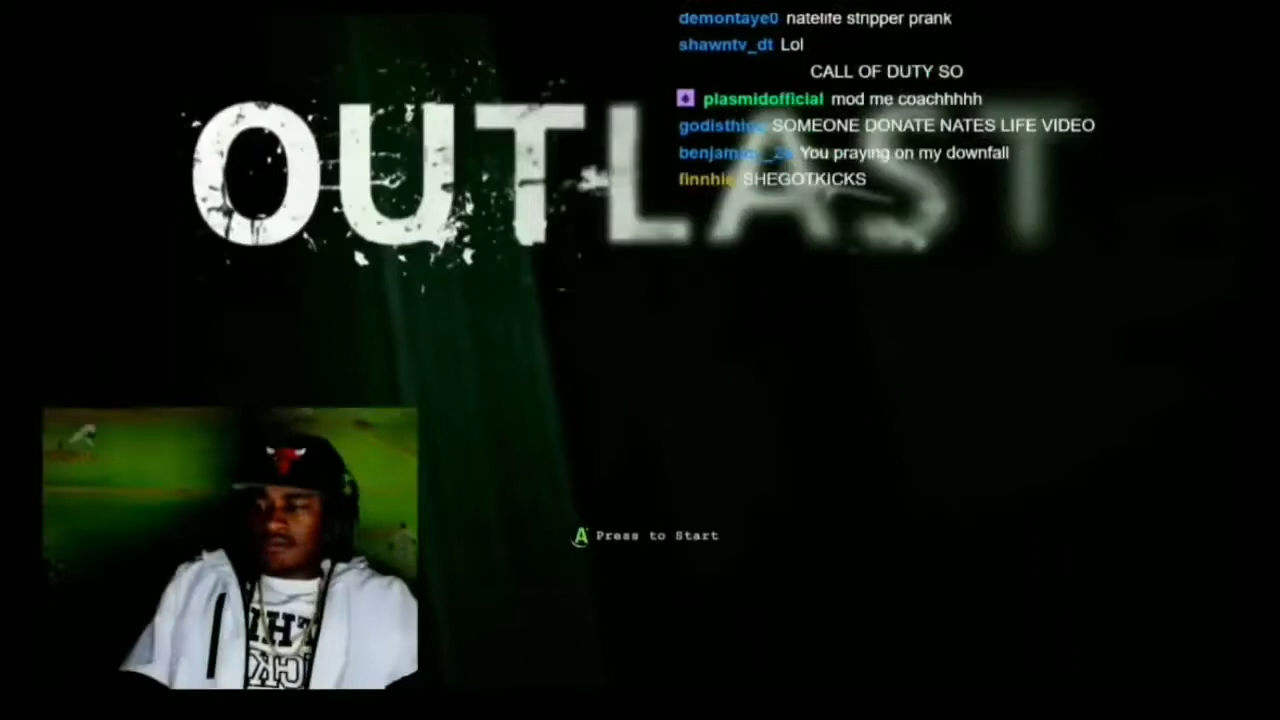 demontaye0 natelife stripper prank
shawntv_dt Lol
CALL OF DUTY SO
plasmidofficial mod me coachhhhh
SOMEONE DONATE NATES LIFE VIDEO
You praying on my downfall
SHEGOTKICKS
OUTLAST
A Press to Start